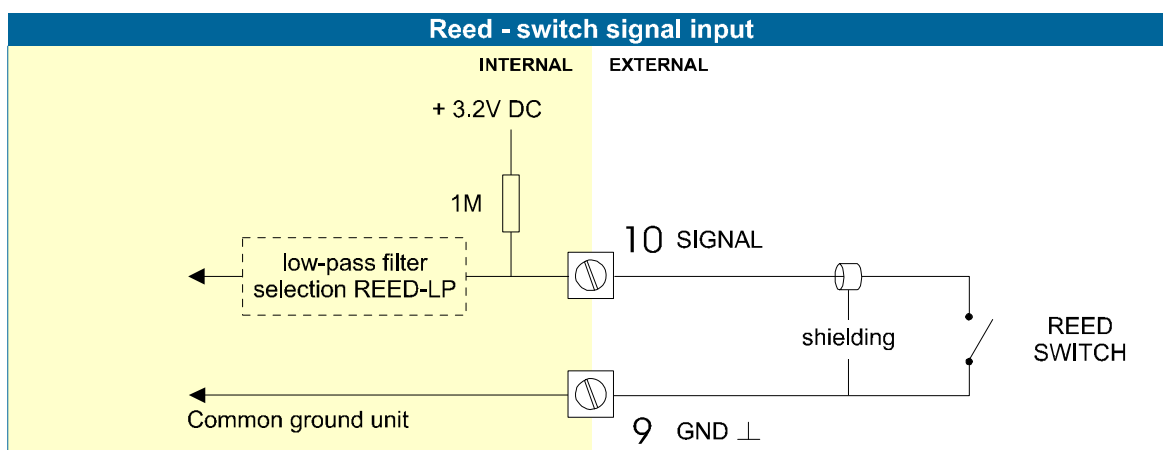 Reed - switch signal input
INTERNAL
EXTERNAL
+ 3.2V DC
1M
10 SIGNAL
low-pass filter
selection REED-LP
shielding
REED
SWITCH
Common ground unit
9 GND ⊥